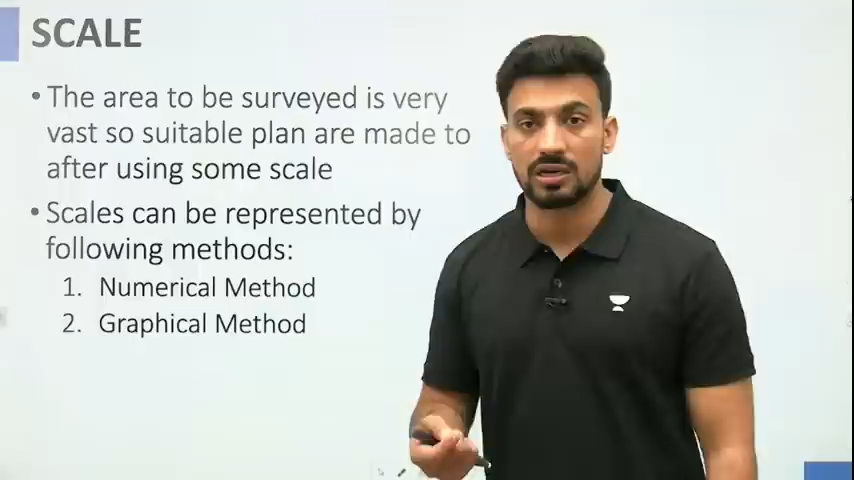 SCALE
• The area to be surveyed is very
vast so suitable plan are made to
after using some scale
• Scales can be represented by
following methods:
1. Numerical Method
2. Graphical Method